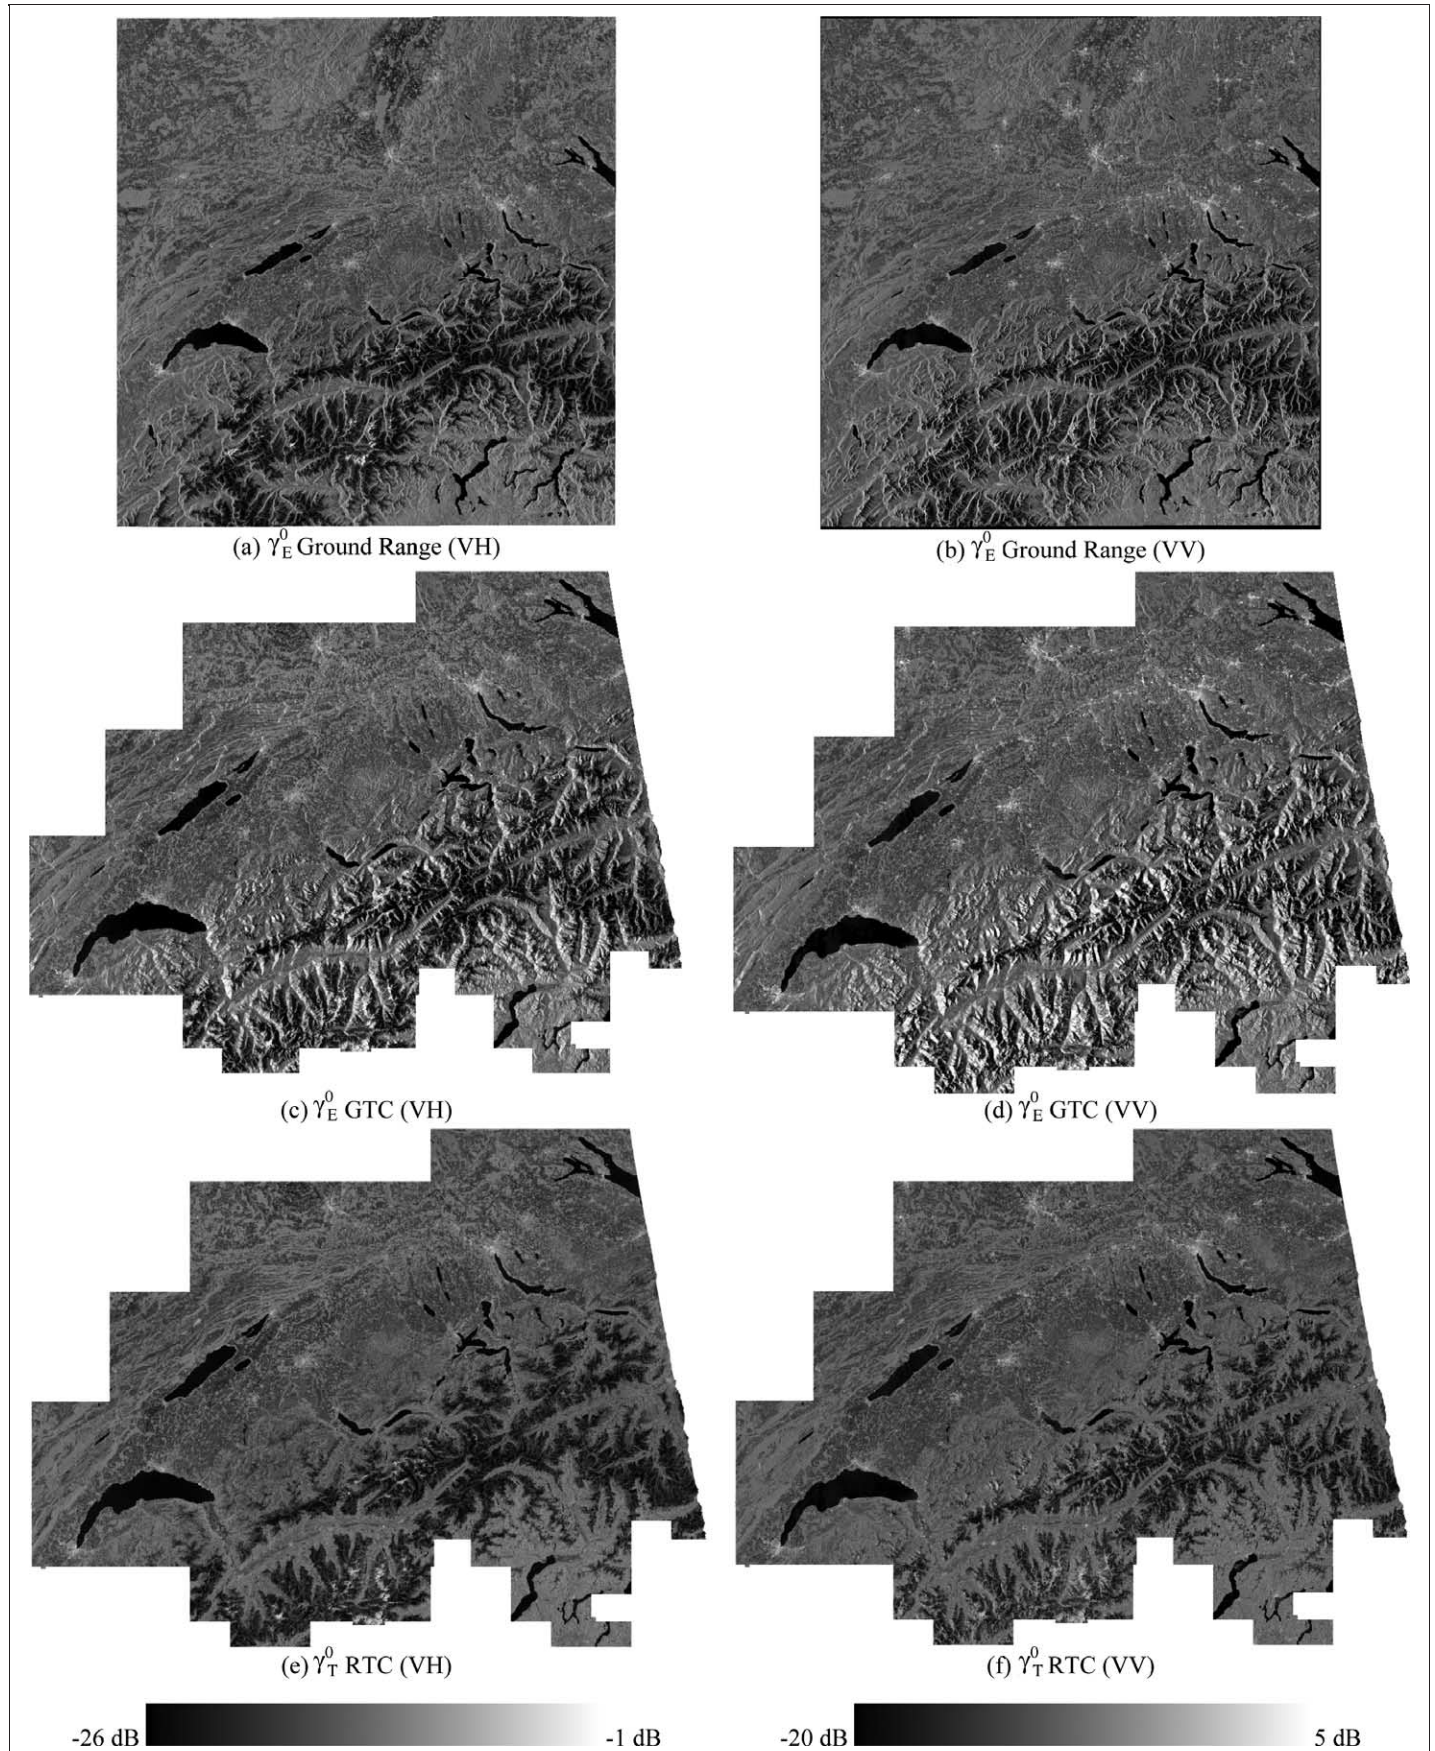 (a) γ⁰_E Ground Range (VH)
(b) γ⁰_E Ground Range (VV)
(c) γ⁰_E GTC (VH)
(d) γ⁰_E GTC (VV)
(e) γ⁰_T RTC (VH)
(f) γ⁰_T RTC (VV)
-26 dB -1 dB
-20 dB 5 dB